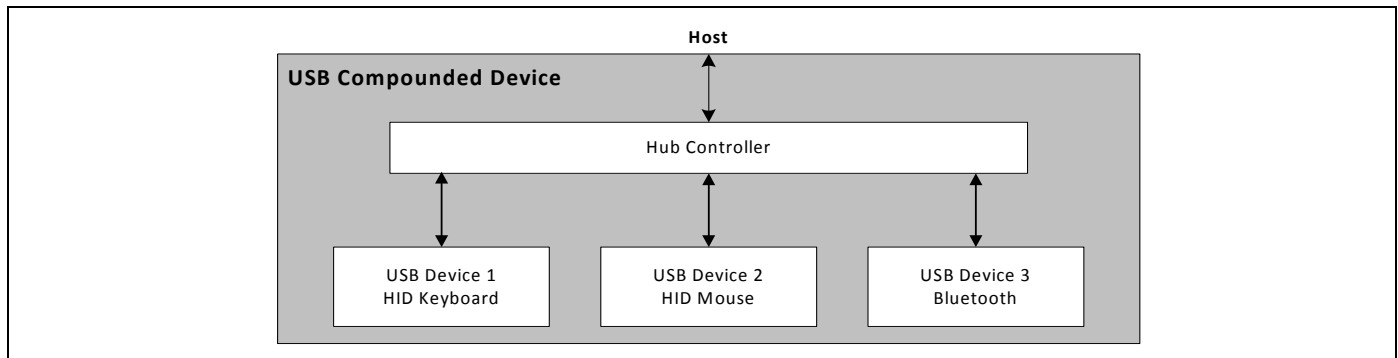 Host
USB Compounded Device
Hub Controller
USB Device 1
HID Keyboard
USB Device 2
HID Mouse
USB Device 3
Bluetooth